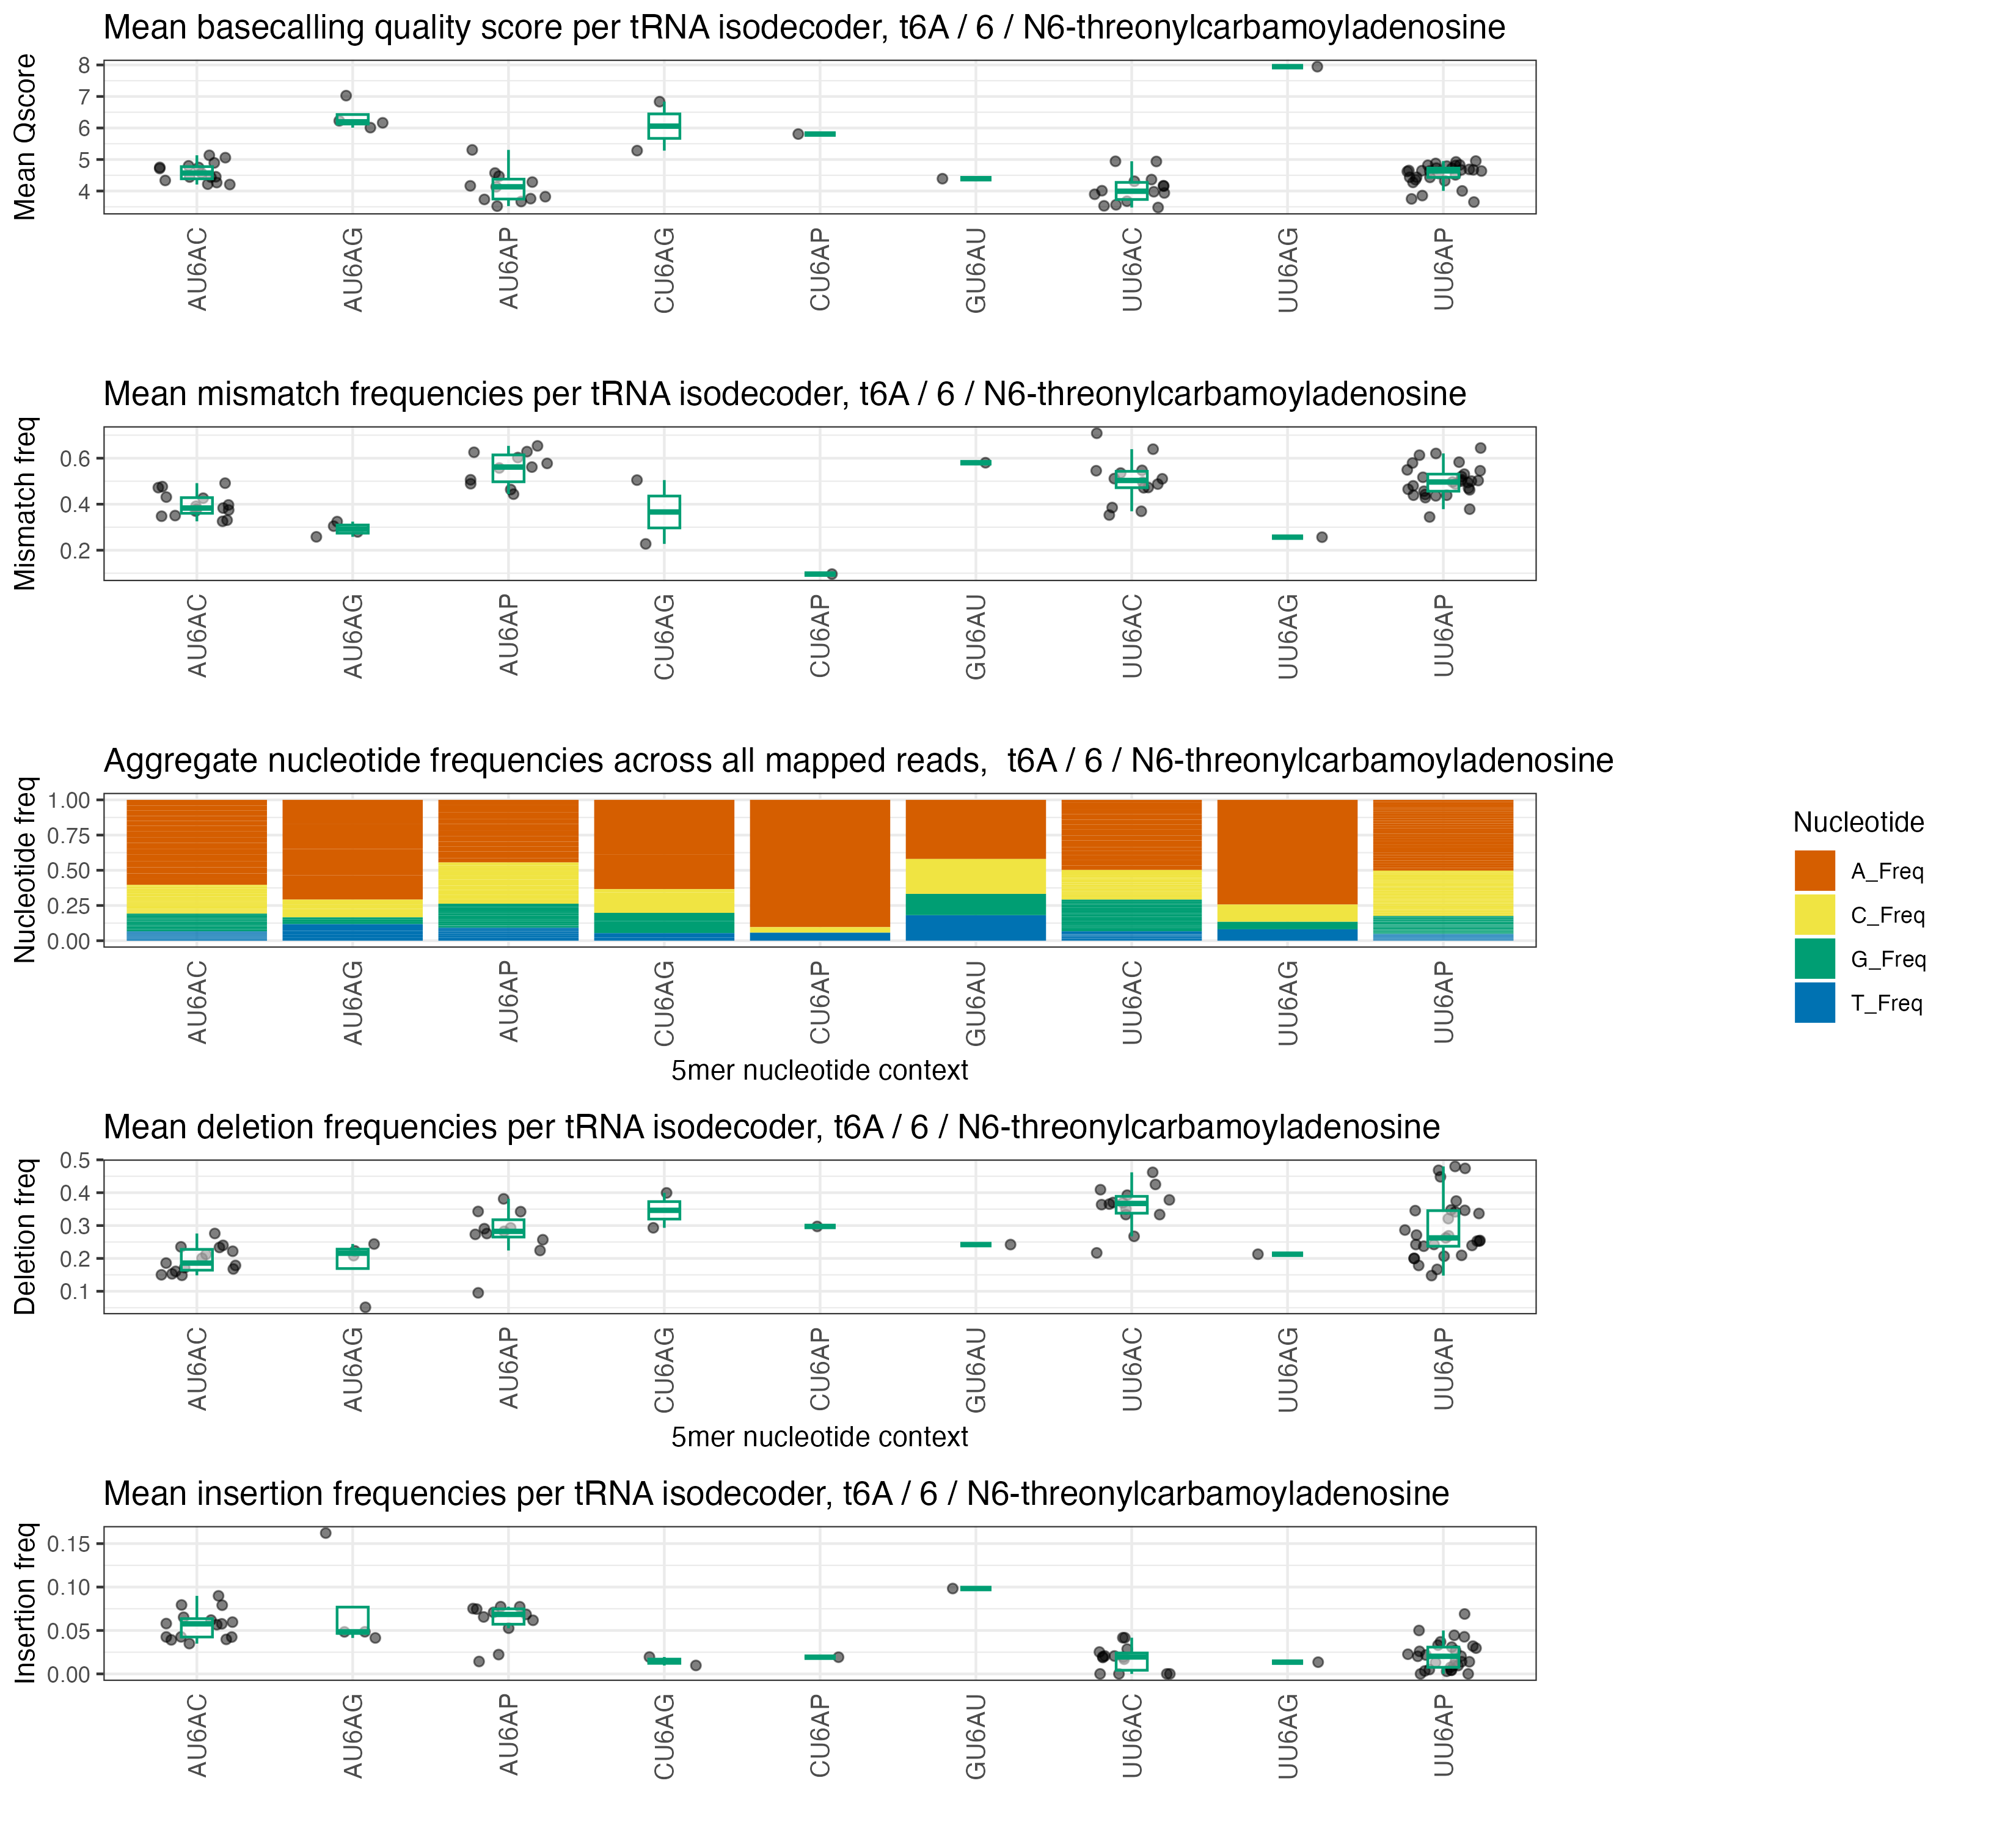 Mean basecalling quality score per tRNA isodecoder, t6A / 6 / N6-threonylcarbamoyladenosine
Mean Qscore
8
7
6
5
4
AU6AC AU6AG AU6AP CU6AG CU6AP GU6AU UU6AC UU6AG UU6AP
Mean mismatch frequencies per tRNA isodecoder, t6A / 6 / N6-threonylcarbamoyladenosine
Mismatch freq
0.6
0.4
0.2
AU6AC AU6AG AU6AP CU6AG CU6AP GU6AU UU6AC UU6AG UU6AP
Aggregate nucleotide frequencies across all mapped reads,  t6A / 6 / N6-threonylcarbamoyladenosine
Nucleotide freq
1.00
0.75
0.50
0.25
0.00
AU6AC AU6AG AU6AP CU6AG CU6AP GU6AU UU6AC UU6AG UU6AP
5mer nucleotide context
Nucleotide
A_Freq
C_Freq
G_Freq
T_Freq
Mean deletion frequencies per tRNA isodecoder, t6A / 6 / N6-threonylcarbamoyladenosine
Deletion freq
0.5
0.4
0.3
0.2
0.1
AU6AC AU6AG AU6AP CU6AG CU6AP GU6AU UU6AC UU6AG UU6AP
5mer nucleotide context
Mean insertion frequencies per tRNA isodecoder, t6A / 6 / N6-threonylcarbamoyladenosine
Insertion freq
0.15
0.10
0.05
0.00
AU6AC AU6AG AU6AP CU6AG CU6AP GU6AU UU6AC UU6AG UU6AP